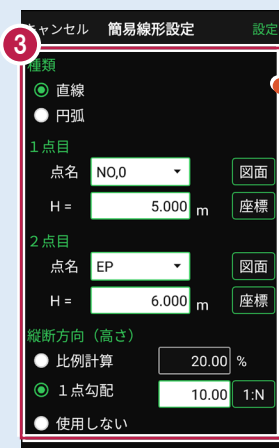 キャンセル 簡易線形設定 設定
3
種類
直線
円弧
1点目
点名 NO,0 図面
H = 5.000 m 座標
2点目
点名 EP 図面
H = 6.000 m 座標
縦断方向（高さ）
比例計算 20.00 %
1点勾配 10.00 1:N
使用しない